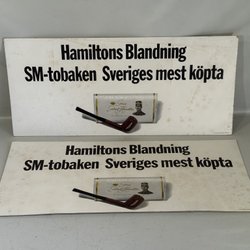 Hamiltons Blandning
SM-tobaken Sveriges mest köpta
Hamiltons Blandning
SM-tobaken Sveriges mest köpta